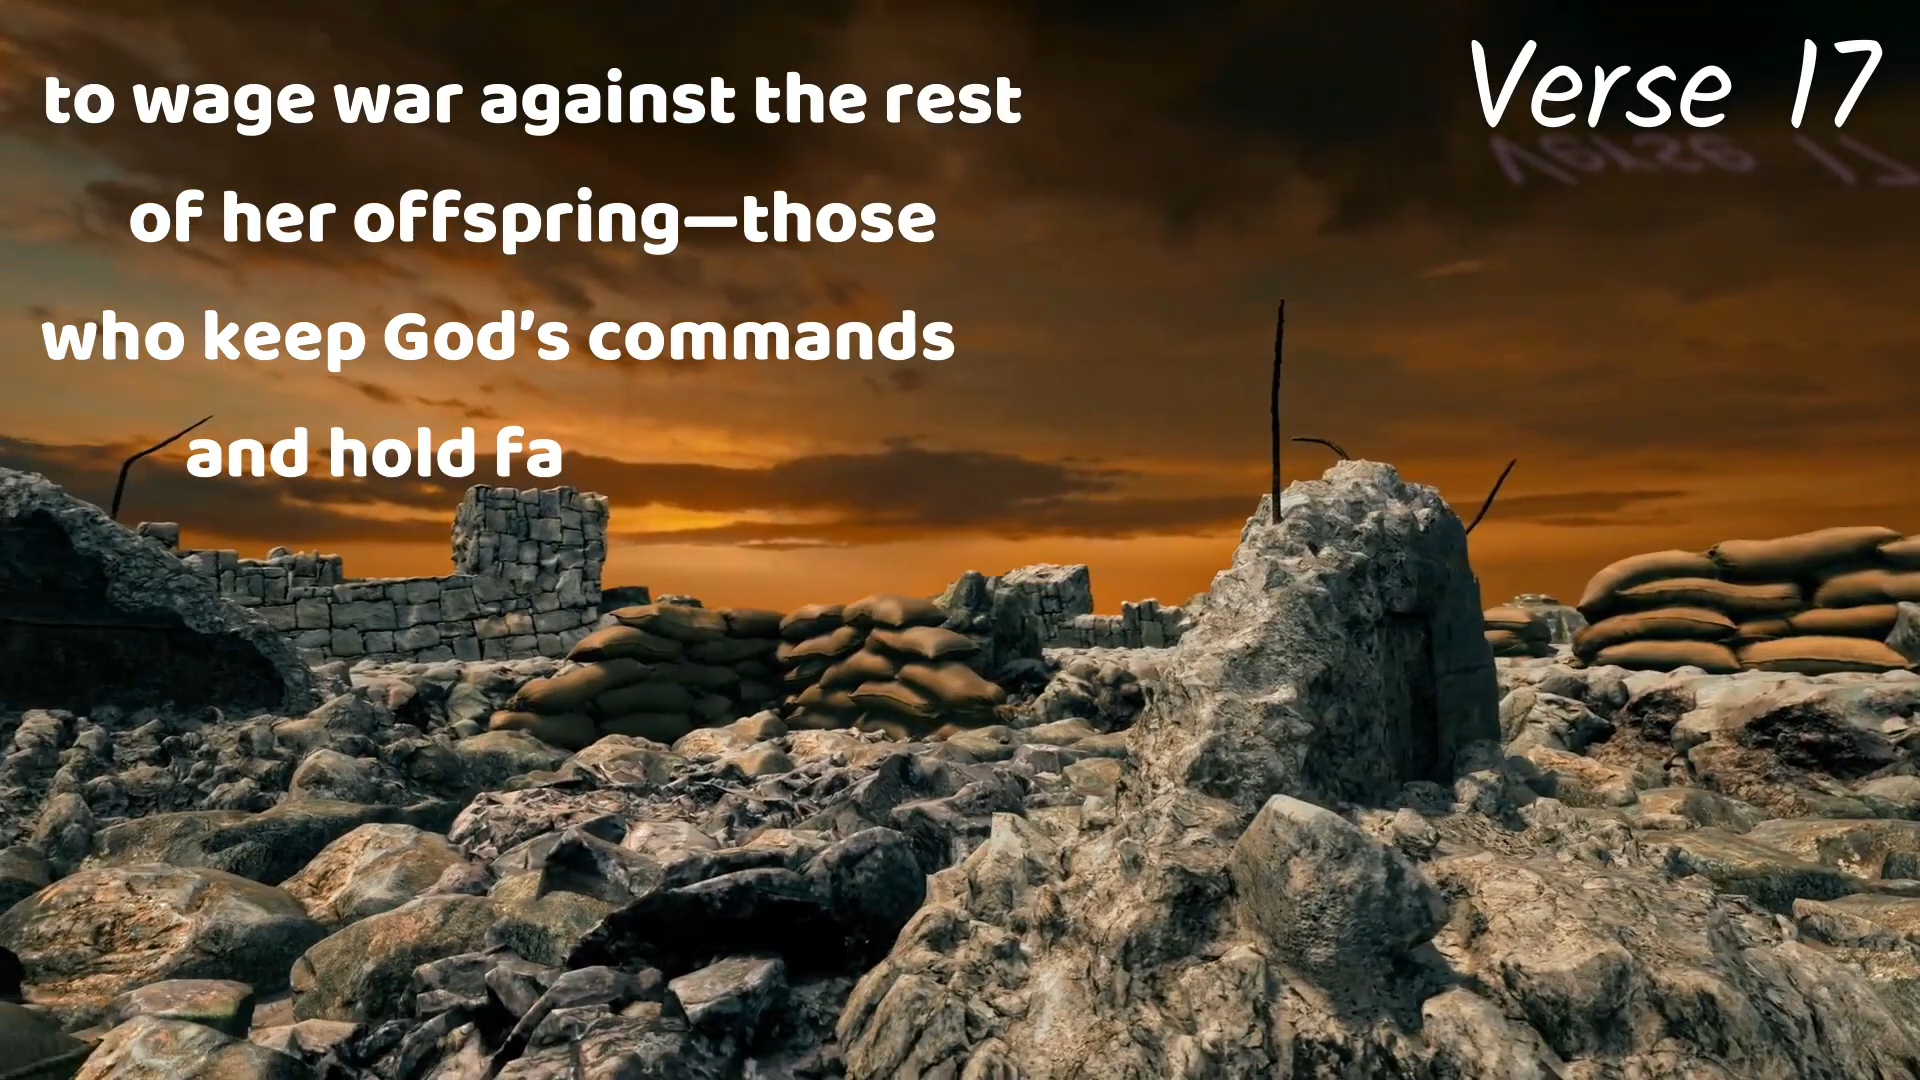 Verse 17
to wage war against the rest
of her offspring—those
who keep God’s commands
and hold fa